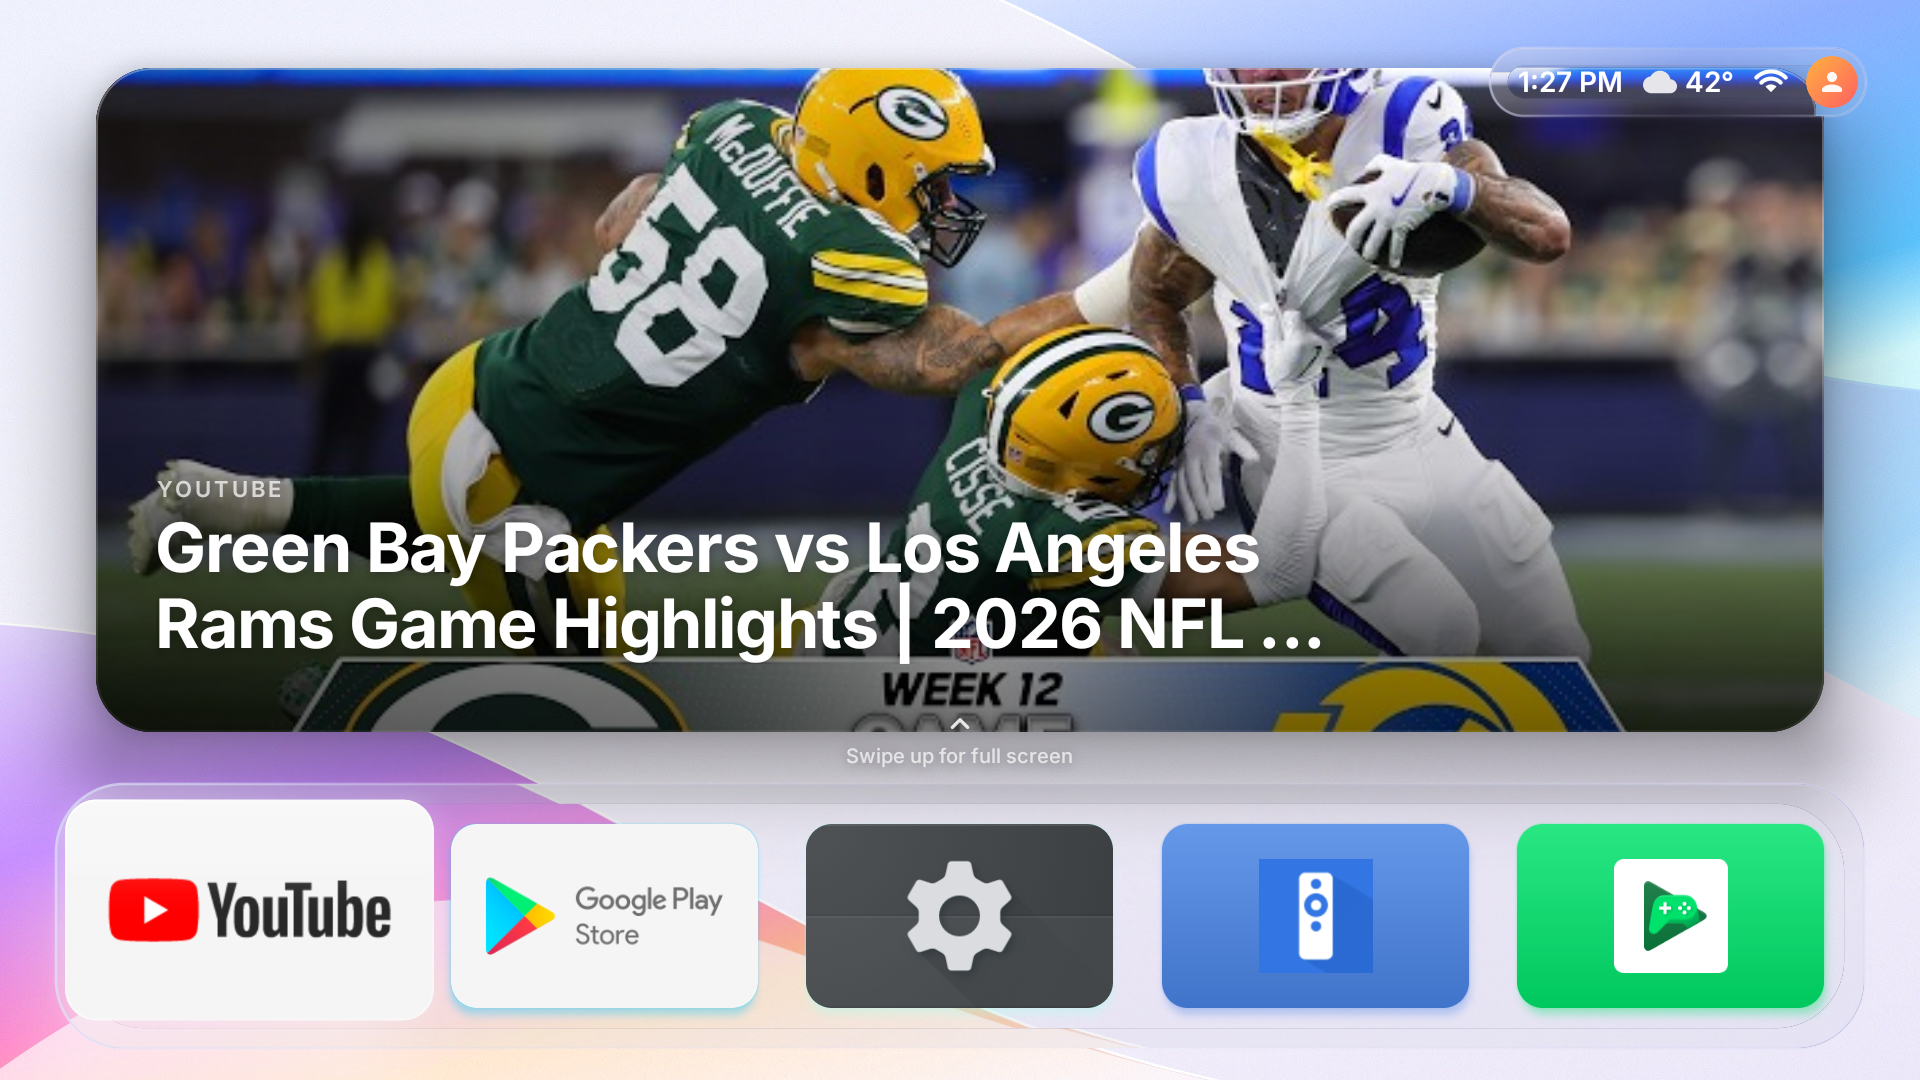 1:27 PM 42°
McDUFFIE
58
CISSE
YOUTUBE
Green Bay Packers vs Los Angeles
Rams Game Highlights | 2026 NFL ...
WEEK 12
Swipe up for full screen
YouTube
Google Play
Store